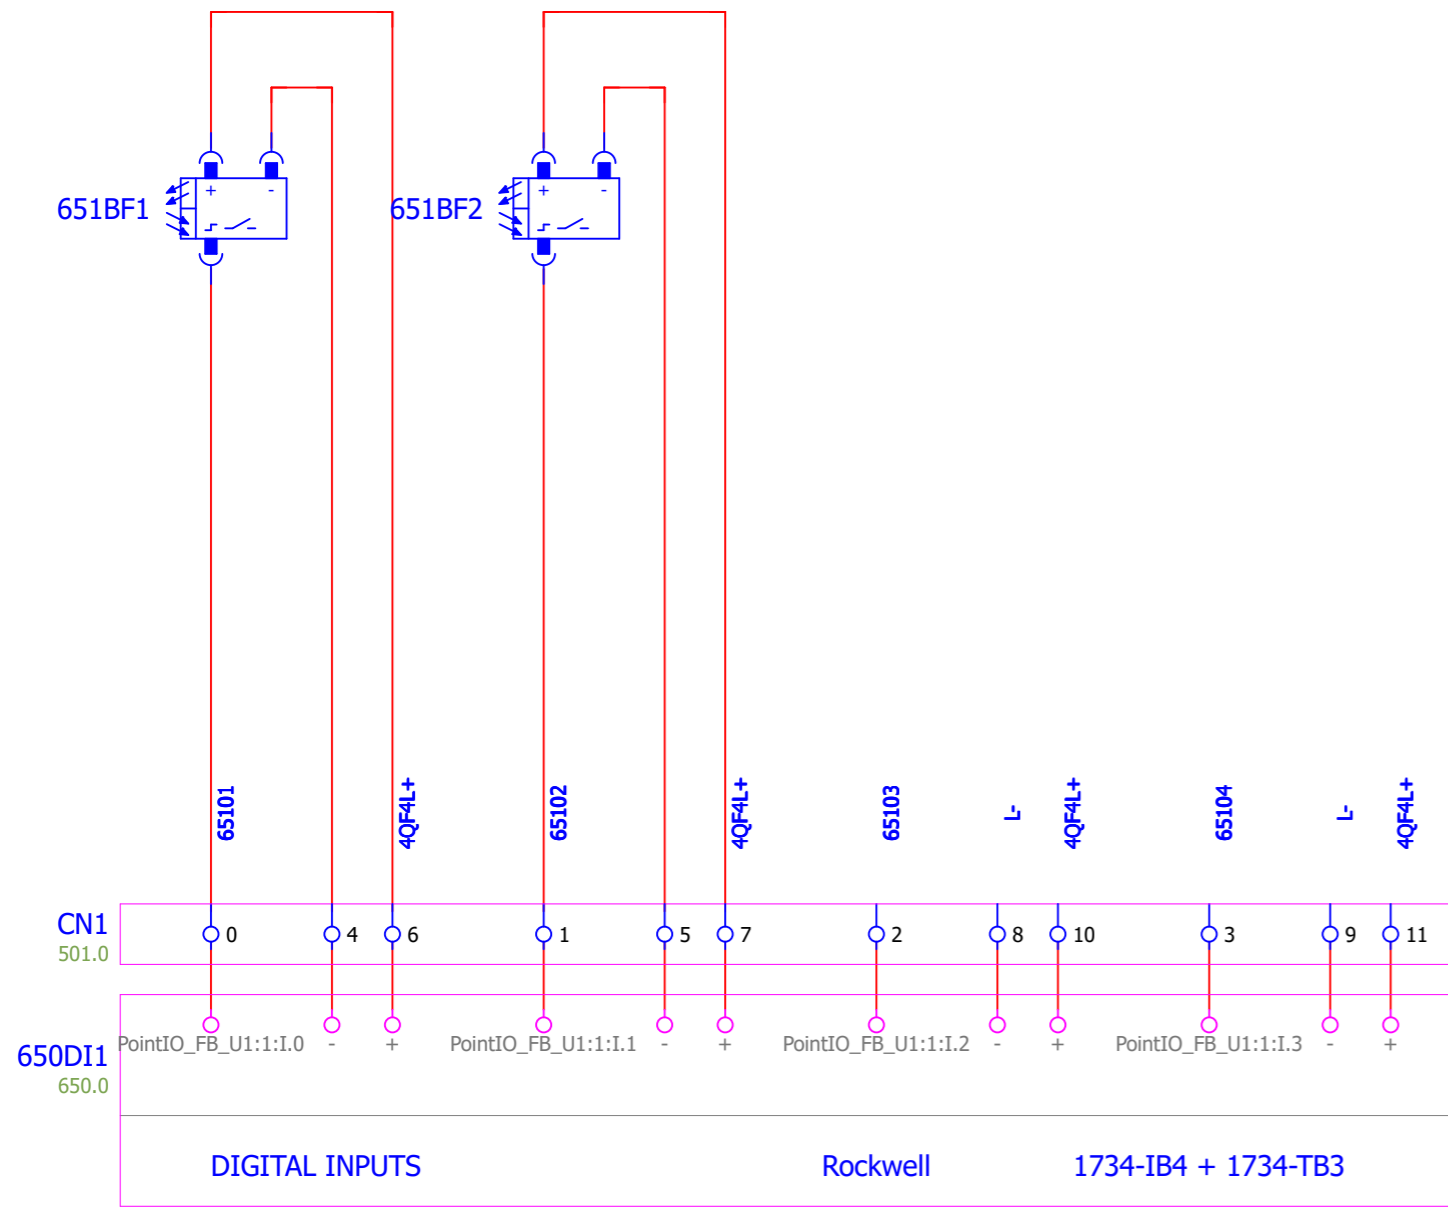 + -
651BF1
+ -
651BF2
65101
4QF4L+
65102
4QF4L+
65103
L-
4QF4L+
65104
L-
4QF4L+
CN1
501.0
0 4 6 1 5 7 2 8 10 3 9 11
PointIO_FB_U1:1:I.0 - + PointIO_FB_U1:1:I.1 - + PointIO_FB_U1:1:I.2 - + PointIO_FB_U1:1:I.3 - +
650DI1
650.0
DIGITAL INPUTS Rockwell 1734-IB4 + 1734-TB3